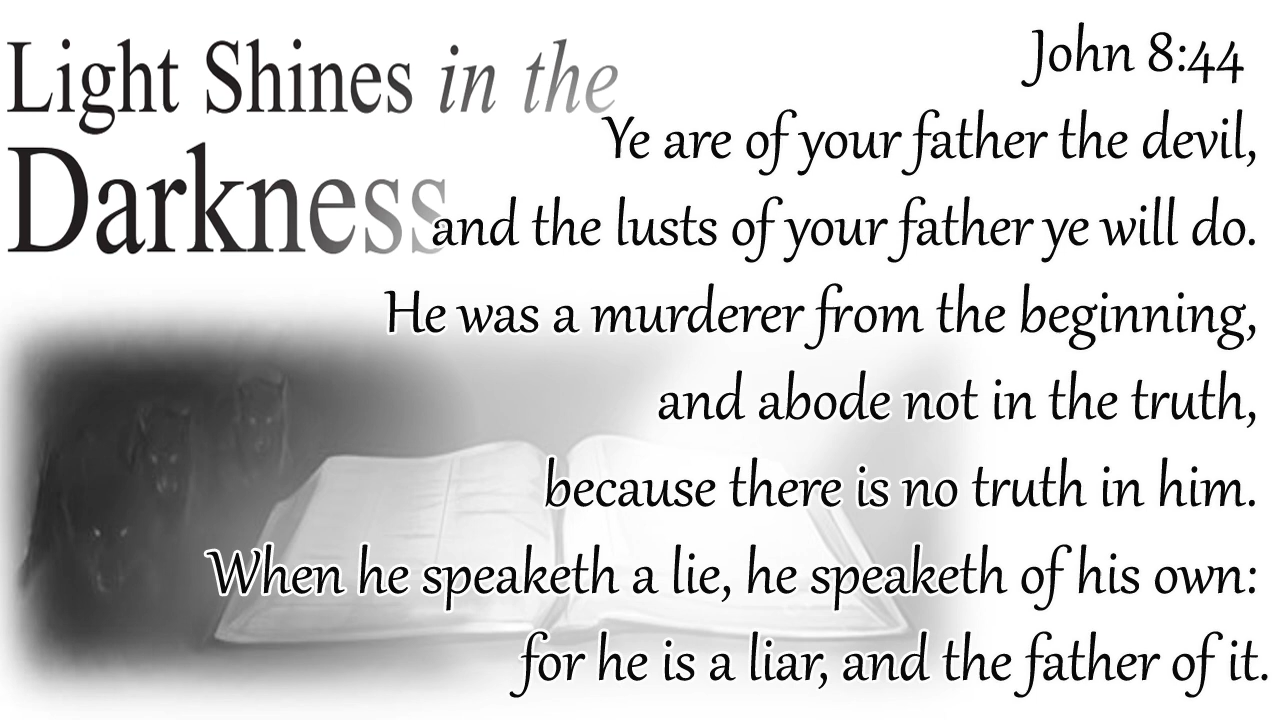 Light Shines in the
Darkness
John 8:44
Ye are of your father the devil,
and the lusts of your father ye will do.
He was a murderer from the beginning,
and abode not in the truth,
because there is no truth in him.
When he speaketh a lie, he speaketh of his own:
for he is a liar, and the father of it.